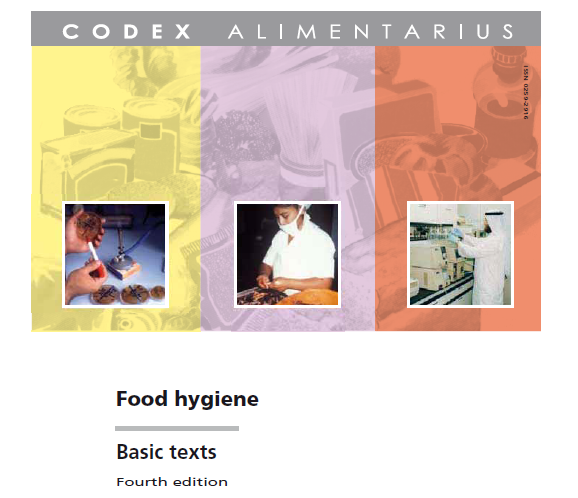 CODEX ALIMENTARIUS
ISSN 0259-2916
Food hygiene
Basic texts
Fourth edition